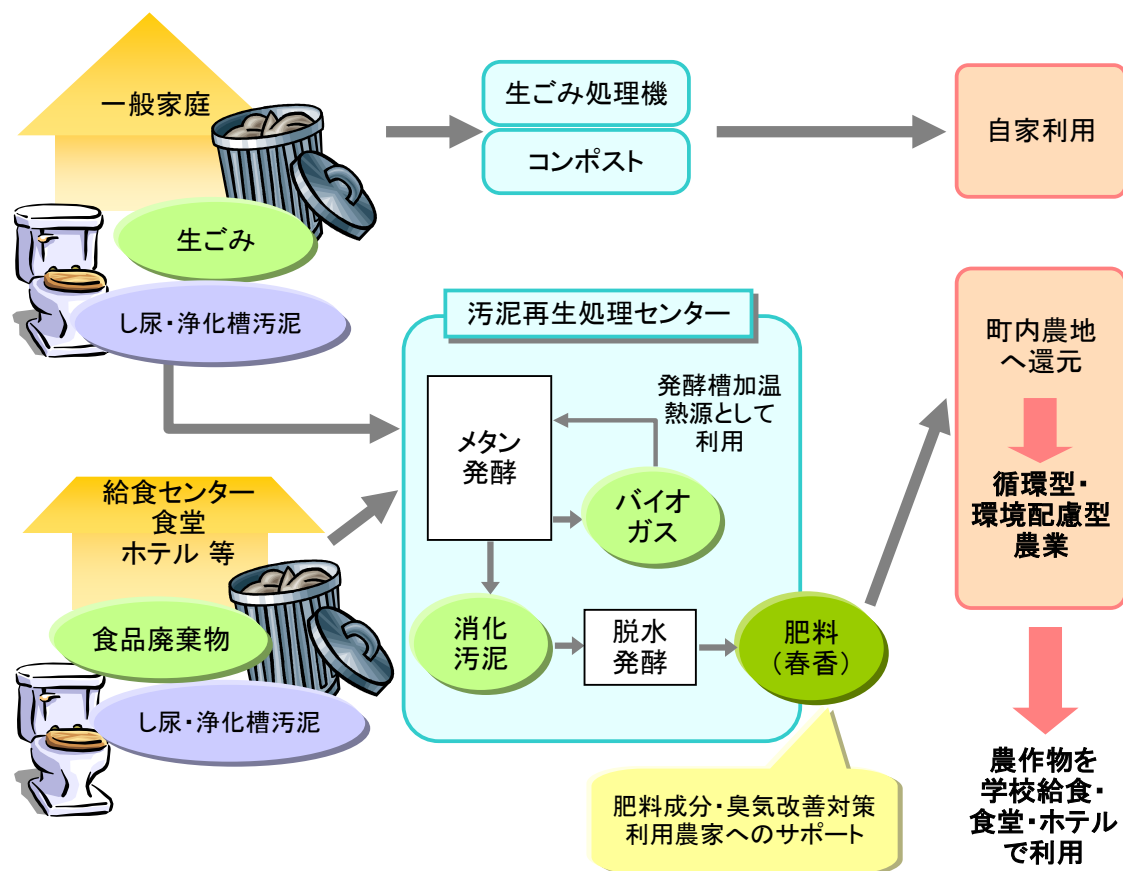 一般家庭
生ごみ
し尿・浄化槽汚泥
生ごみ処理機
コンポスト
自家利用
給食センター
食堂
ホテル 等
食品廃棄物
し尿・浄化槽汚泥
汚泥再生処理センター
メタン
発酵
発酵槽加温
熱源として
利用
バイオ
ガス
消化
汚泥
脱水
発酵
肥料
（春香）
肥料成分・臭気改善対策
利用農家へのサポート
町内農地
へ還元
循環型・
環境配慮型
農業
農作物を
学校給食・
食堂・ホテル
で利用